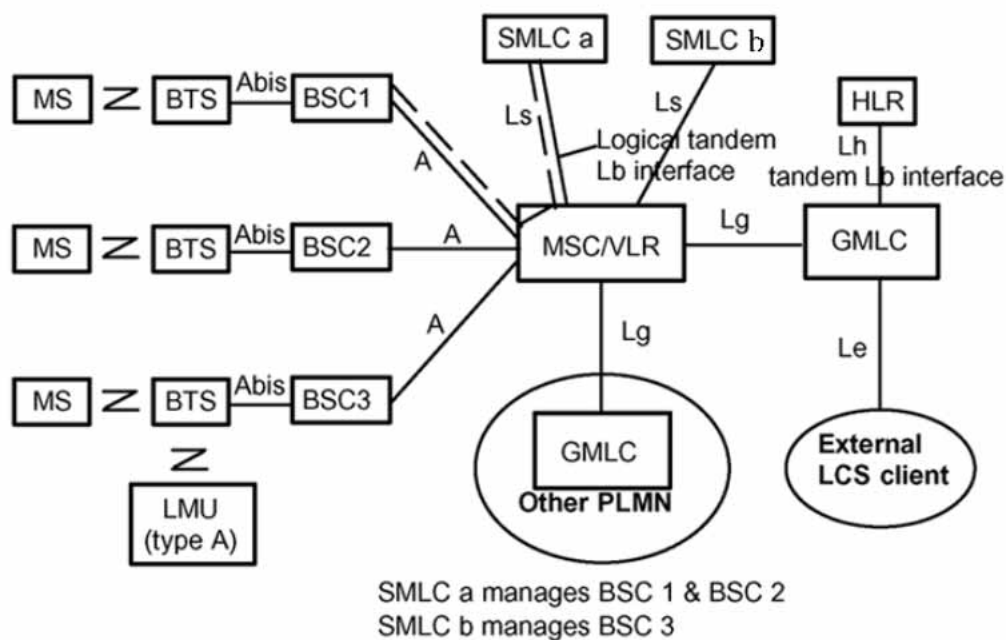 SMLC a
SMLC b
HLR
MS
BTS
Abis
BSC1
Ls
Ls
Lh
A
Logical tandem
Lb interface
tandem Lb interface
MS
BTS
Abis
BSC2
A
MSC/VLR
Lg
GMLC
A
Lg
Le
MS
BTS
Abis
BSC3
GMLC
Other PLMN
External
LCS client
LMU
(type A)
SMLC a manages BSC 1 & BSC 2
SMLC b manages BSC 3